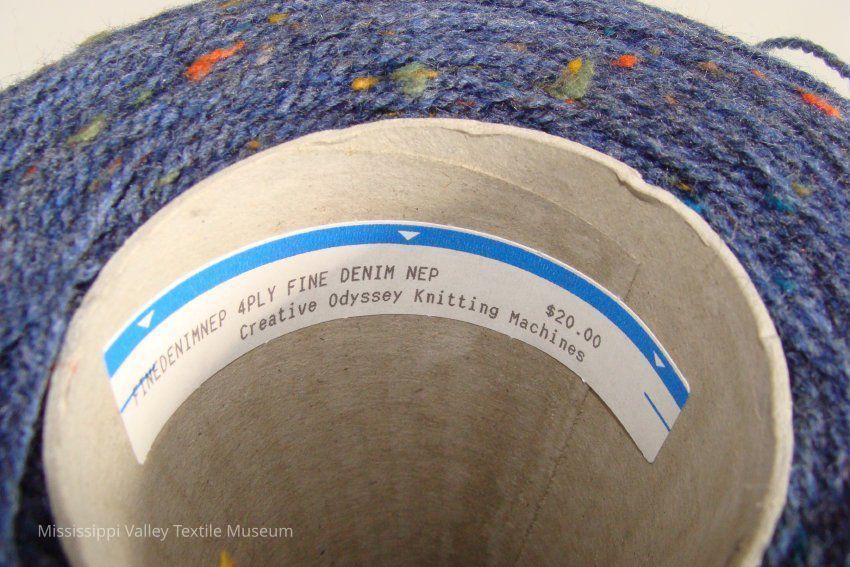 FINEDENIMNEP 4PLY FINE DENIM NEP
$20.00
Creative Odyssey Knitting Machines
Mississippi Valley Textile Museum